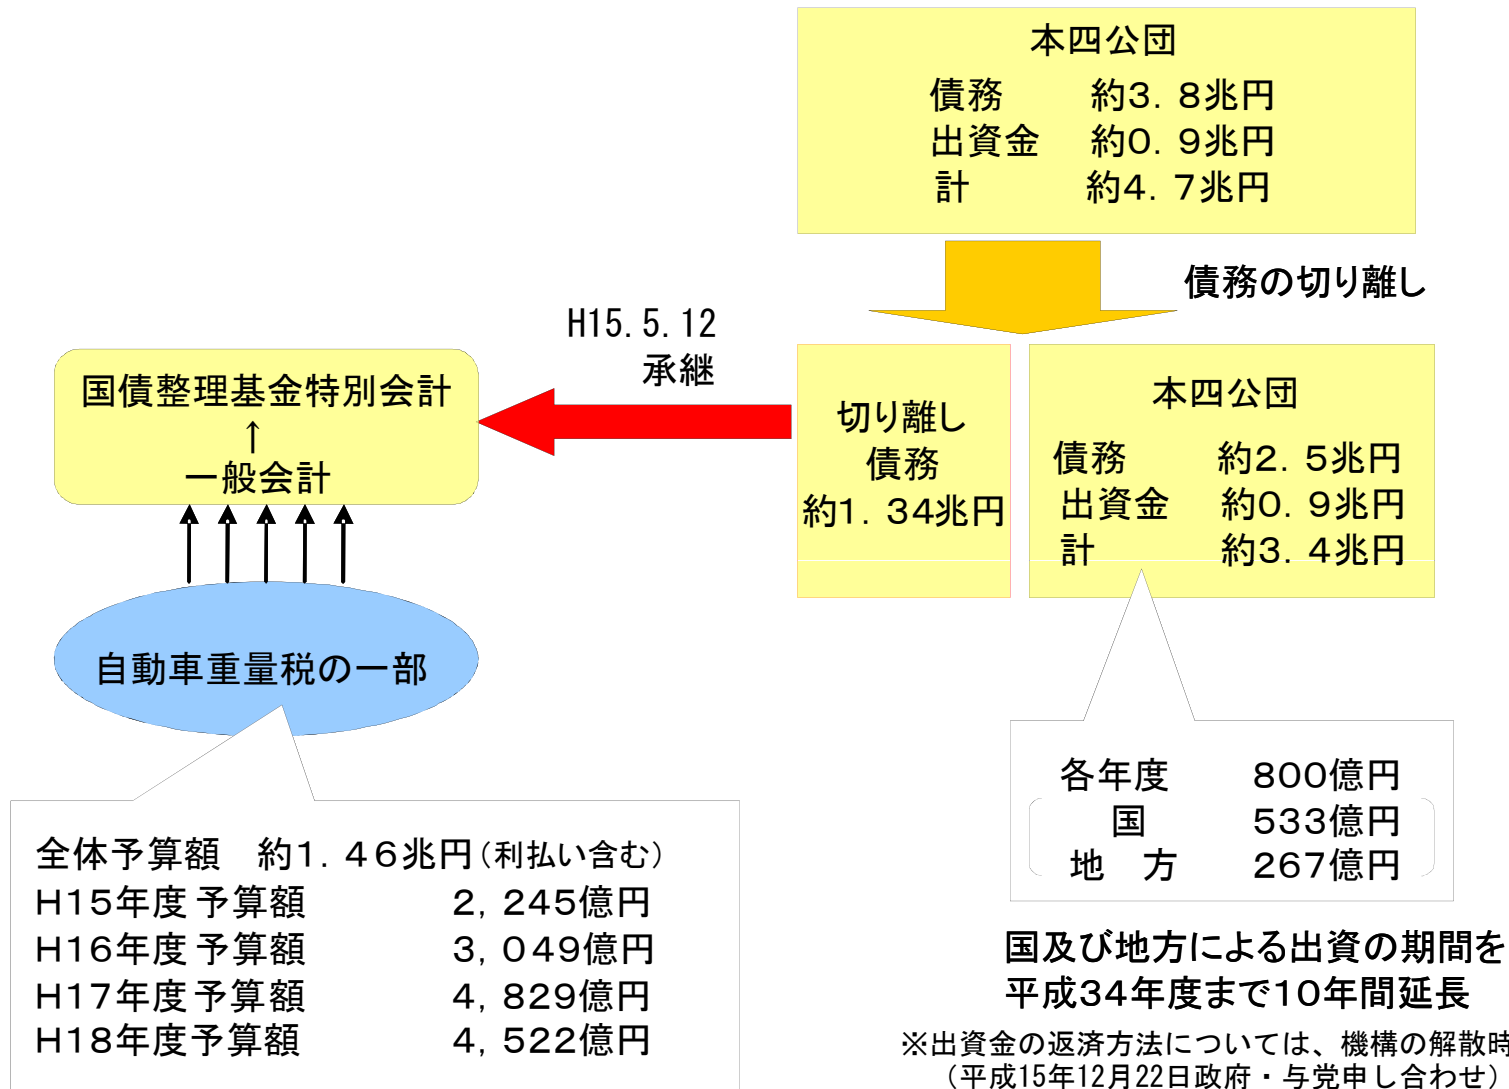 本四公団
債務　約3．8兆円
出資金　約0．9兆円
計　約4．7兆円
債務の切り離し
H15.5.12
承継
国債整理基金特別会計
↑
一般会計
切り離し
債務
約1．34兆円
本四公団
債務　約2．5兆円
出資金　約0．9兆円
計　約3．4兆円
自動車重量税の一部
各年度　800億円
国　533億円
地　方　267億円
全体予算額　約1．46兆円（利払い含む）
H15年度予算額　2，245億円
H16年度予算額　3，049億円
H17年度予算額　4，829億円
H18年度予算額　4，522億円
国及び地方による出資の期間を
平成34年度まで10年間延長
※出資金の返済方法については、機構の解散時
（平成15年12月22日政府・与党申し合わせ）